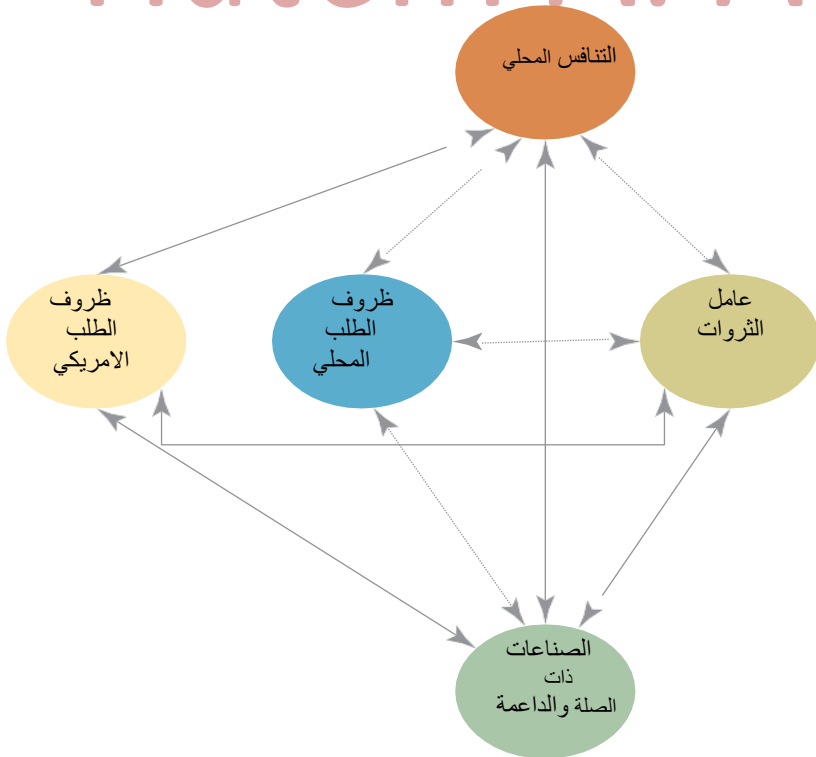 التنافس المحلي
عامل
الثروات
ظروف
الطلب
المحلي
ظروف
الطلب
الامريكي
الصناعات
ذات
الصلة والداعمة